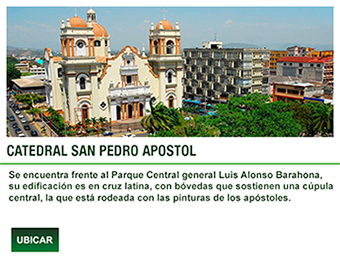 CATEDRAL SAN PEDRO APOSTOL
Se encuentra frente al Parque Central general Luis Alonso Barahona,
su edificación es en cruz latina, con bóvedas que sostienen una cúpula
central, la que está rodeada con las pinturas de los apóstoles.
UBICAR